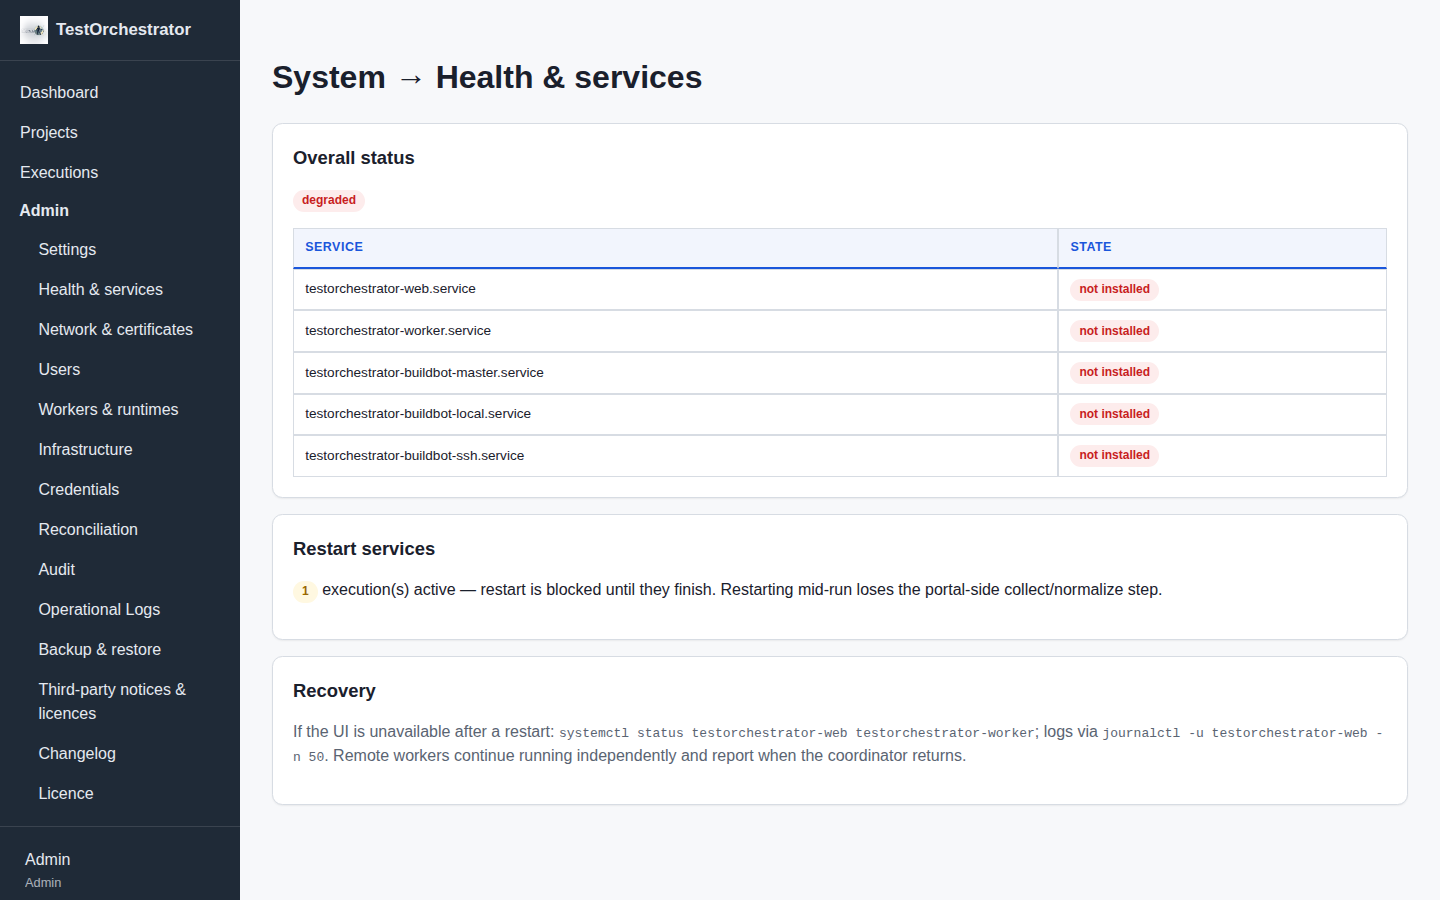 TestOrchestrator
Dashboard
Projects
Executions
Admin
Settings
Health & services
Network & certificates
Users
Workers & runtimes
Infrastructure
Credentials
Reconciliation
Audit
Operational Logs
Backup & restore
Third-party notices &
licences
Changelog
Licence
Admin
Admin
System → Health & services
Overall status
degraded
SERVICE STATE
testorchestrator-web.service not installed
testorchestrator-worker.service not installed
testorchestrator-buildbot-master.service not installed
testorchestrator-buildbot-local.service not installed
testorchestrator-buildbot-ssh.service not installed
Restart services
1 execution(s) active — restart is blocked until they finish. Restarting mid-run loses the portal-side collect/normalize step.
Recovery
If the UI is unavailable after a restart: systemctl status testorchestrator-web testorchestrator-worker; logs via journalctl -u testorchestrator-web -
n 50. Remote workers continue running independently and report when the coordinator returns.